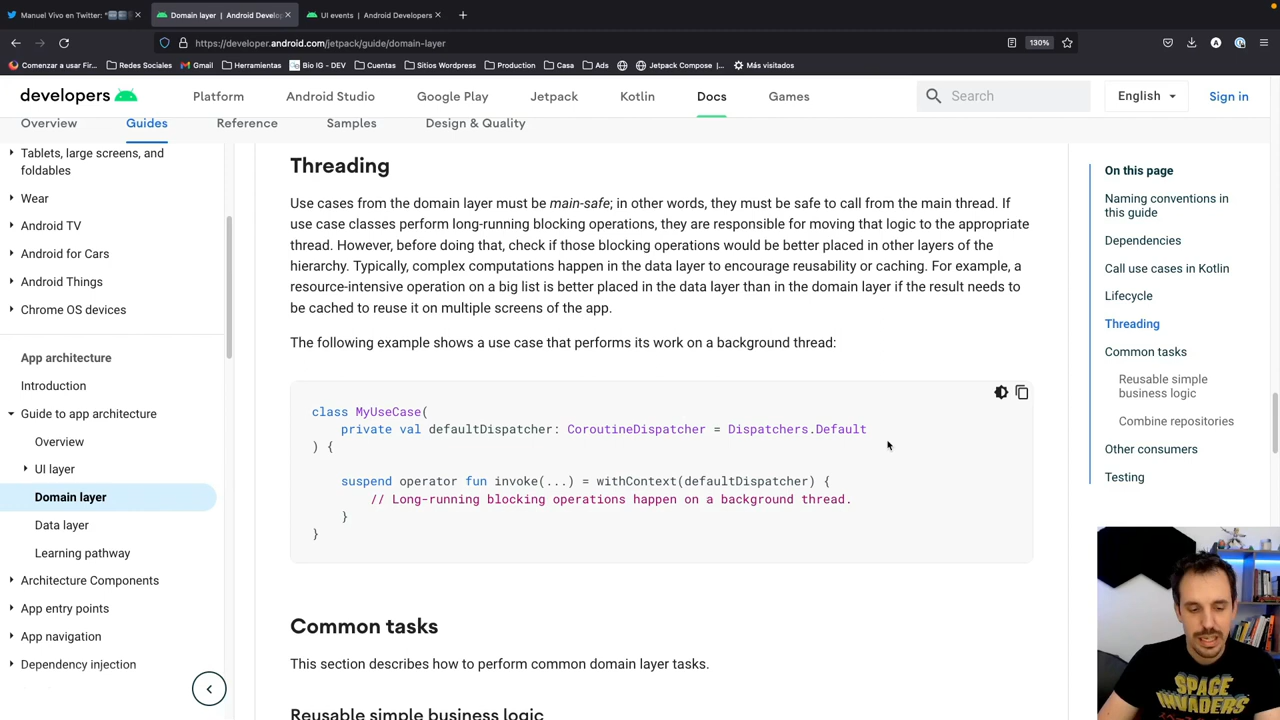 Manuel Vivo en Twitter: "
Domain layer | Android Develo
UI events | Android Developers
https://developer.android.com/jetpack/guide/domain-layer
130%
Comenzar a usar Fir...
Redes Sociales
Gmail
Herramientas
Bio IG - DEV
Cuentas
Sitios Wordpress
Production
Casa
Ads
Jetpack Compose |...
Más visitados
developers
Platform
Android Studio
Google Play
Jetpack
Kotlin
Docs
Games
Search
English
Sign in
Overview
Guides
Reference
Samples
Design & Quality
Tablets, large screens, and
foldables
Wear
Android TV
Android for Cars
Android Things
Chrome OS devices
App architecture
Introduction
Guide to app architecture
Overview
UI layer
Domain layer
Data layer
Learning pathway
Architecture Components
App entry points
App navigation
Dependency injection
Threading
Use cases from the domain layer must be main-safe; in other words, they must be safe to call from the main thread. If
use case classes perform long-running blocking operations, they are responsible for moving that logic to the appropriate
thread. However, before doing that, check if those blocking operations would be better placed in other layers of the
hierarchy. Typically, complex computations happen in the data layer to encourage reusability or caching. For example, a
resource-intensive operation on a big list is better placed in the data layer than in the domain layer if the result needs to
be cached to reuse it on multiple screens of the app.
The following example shows a use case that performs its work on a background thread:
class MyUseCase(
private val defaultDispatcher: CoroutineDispatcher = Dispatchers.Default
) {
suspend operator fun invoke(...) = withContext(defaultDispatcher) {
// Long-running blocking operations happen on a background thread.
}
}
Common tasks
This section describes how to perform common domain layer tasks.
Reusable simple business logic
On this page
Naming conventions in
this guide
Dependencies
Call use cases in Kotlin
Lifecycle
Threading
Common tasks
Reusable simple
business logic
Combine repositories
Other consumers
Testing
SPACE
INVADERS